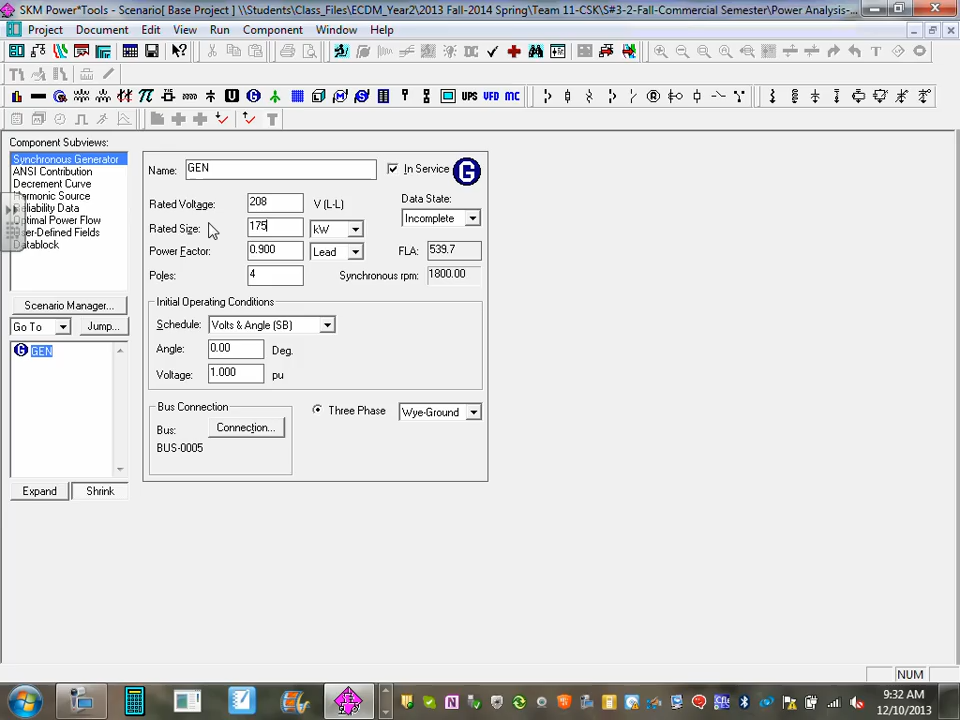 SKM Power*Tools - Scenario[ Base Project ] \\Students\Class_Files\ECDM_Year2\2013 Fall-2014 Spring\Team 11-CSK\S#3-2-Fall-Commercial Semester\Power Analysis-...
Project Document Edit View Run Component Window Help
DC
U G M S UPS VFD MC R
T
Component Subviews:
Synchronous Generator
ANSI Contribution
Decrement Curve
Harmonic Source
Reliability Data
Optimal Power Flow
User-Defined Fields
Datablock
Scenario Manager...
Go To Jump...
G GEN
Expand Shrink
Name: GEN In Service G
Rated Voltage: 208 V (L-L) Data State:
Rated Size: 175 kW Incomplete
Power Factor: 0.900 Lead FLA: 539.7
Poles: 4 Synchronous rpm: 1800.00
Initial Operating Conditions
Schedule: Volts & Angle (SB)
Angle: 0.00 Deg.
Voltage: 1.000 pu
Bus Connection Three Phase Wye-Ground
Bus: Connection...
BUS-0005
NUM
9:32 AM
12/10/2013